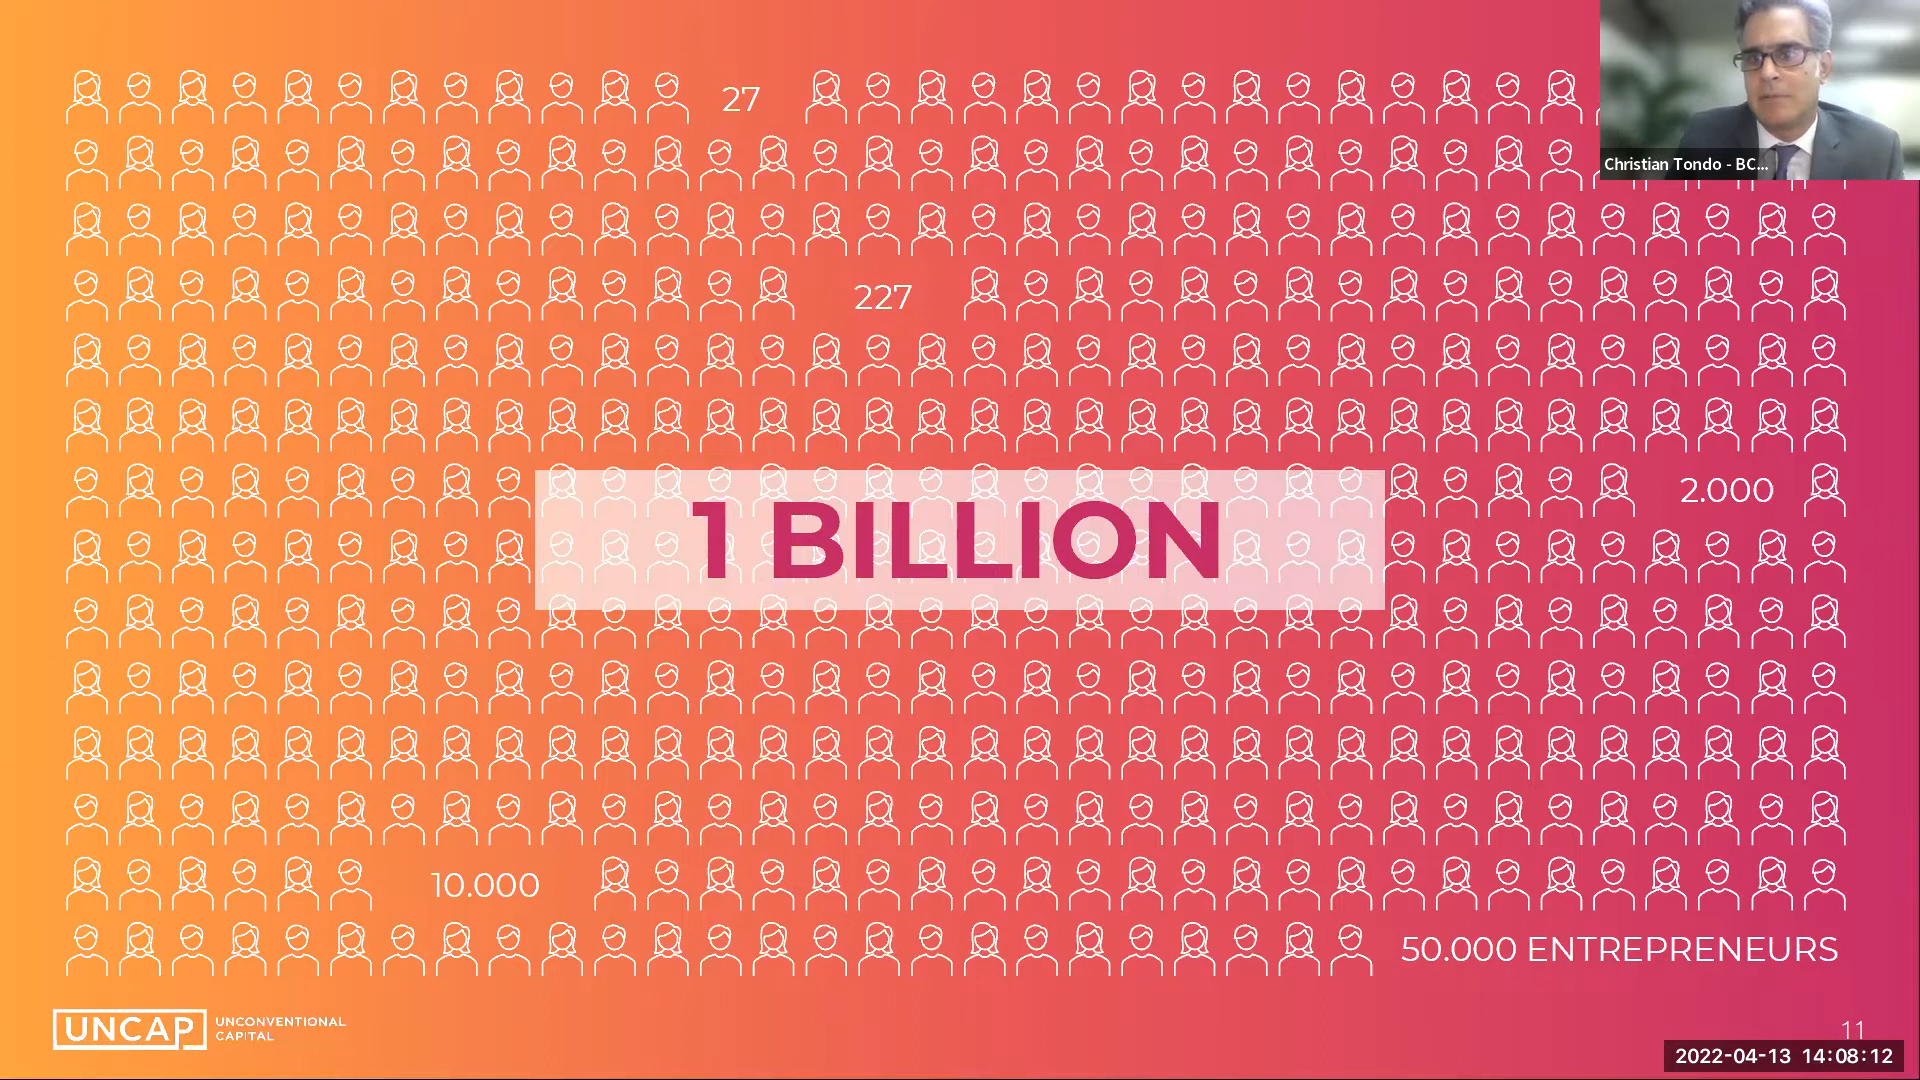 27
Christian Tondo - BC...
227
1 BILLION
2.000
10.000
50.000 ENTREPRENEURS
UNCAP
UNCONVENTIONAL
CAPITAL
11
2022-04-13 14:08:12